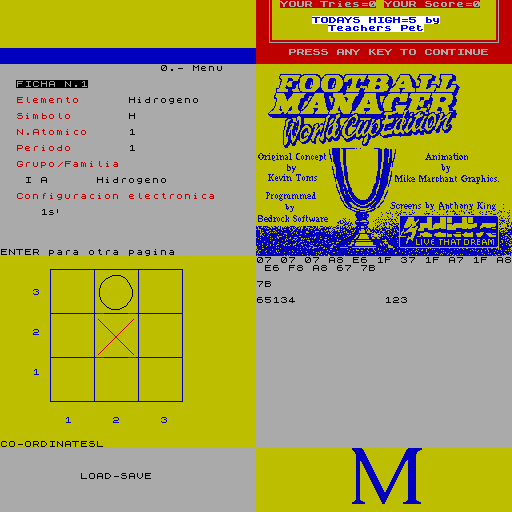 YOUR Tries=0 YOUR Score=0
TODAYS HIGH=5 by
Teachers Pet
PRESS ANY KEY TO CONTINUE
0.- Menu
FICHA N.1
Elemento Hidrogeno
Simbolo H
N.Atomico 1
Periodo 1
Grupo/Familia
I A Hidrogeno
Configuracion electronica
1s¹
ENTER para otra pagina
FOOTBALL
MANAGER
World Cup Edition
Original Concept
by
Kevin Toms
Programmed
by
Bedrock Software
Animation
by
Mike Marchant Graphics.
Screens by Anthony King
LIVE THAT DREAM
3
2
1
1 2 3
CO-ORDINATESL
07 07 07 A8 E6 1F 37 1F A7 1F A8
E6 F8 A8 67 7B
7B
65134 123
LOAD-SAVE
M